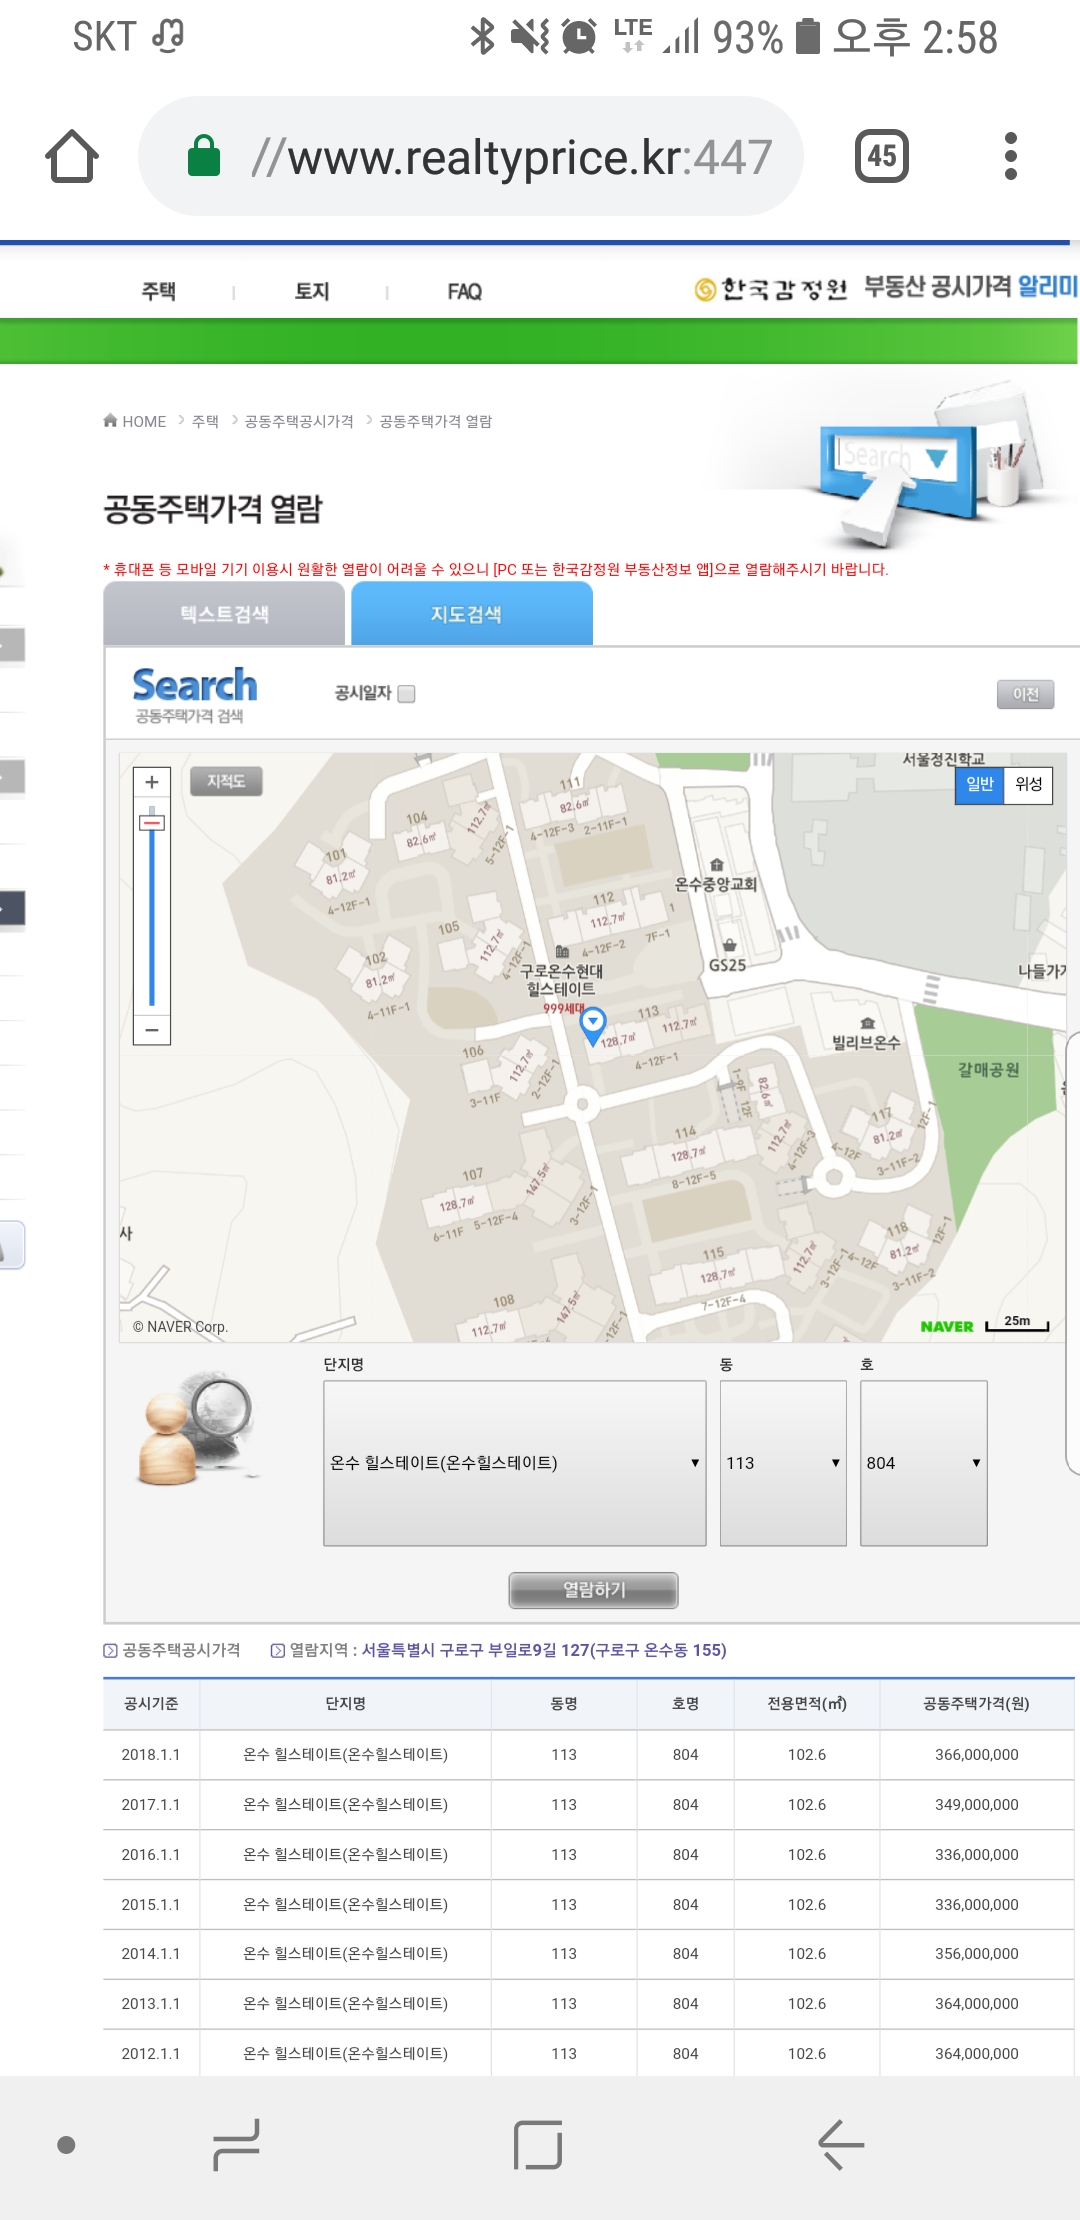 SKT LTE 93% 오후 2:58
//www.realtyprice.kr:447 45
주택 토지 FAQ 한국감정원 부동산 공시가격 알리미
HOME 주택 공동주택공시가격 공동주택가격 열람
Search
공동주택가격 열람
* 휴대폰 등 모바일 기기 이용시 원활한 열람이 어려울 수 있으니 [PC 또는 한국감정원 부동산정보 앱]으로 열람해주시기 바랍니다.
텍스트검색 지도검색
Search 공시일자 이전
공동주택가격 검색
서울정진학교
+ 지적도 일반 위성
111
82.6㎡
4-12F-3 2-11F-1
104
82.6㎡
112.7㎡
5-12F-1
101
81.2㎡
4-12F-1
온수중앙교회
112
112.7㎡
4-12F-2 7F-1 1
105
112.7㎡
4-12F-1
102
81.2㎡
4-11F-1
GS25
나들가
구로온수현대
힐스테이트
999세대
113
128.7㎡ 112.7㎡
4-12F-1
−
빌리브온수
갈매공원
106
112.7㎡
3-11F 2-12F-1
1-9F 12F
82.6㎡
117
81.2㎡
12F-1
4-12F 3-11F-2
114
128.7㎡
8-12F-5
112.7㎡
4-12F-3
107
128.7㎡
147.5㎡
6-11F 5-12F-4 3-12F-1
사
118
81.2㎡
12F-1
4-12F 3-11F-2
115
128.7㎡
7-12F-4
112.7㎡
3-12F-1
108
112.7㎡
147.5㎡
12F-1
© NAVER Corp. NAVER 25m
단지명 동 호
온수 힐스테이트(온수힐스테이트) 113 804
열람하기
공동주택공시가격 열람지역 : 서울특별시 구로구 부일로9길 127(구로구 온수동 155)
공시기준 단지명 동명 호명 전용면적(㎡) 공동주택가격(원)
2018.1.1 온수 힐스테이트(온수힐스테이트) 113 804 102.6 366,000,000
2017.1.1 온수 힐스테이트(온수힐스테이트) 113 804 102.6 349,000,000
2016.1.1 온수 힐스테이트(온수힐스테이트) 113 804 102.6 336,000,000
2015.1.1 온수 힐스테이트(온수힐스테이트) 113 804 102.6 336,000,000
2014.1.1 온수 힐스테이트(온수힐스테이트) 113 804 102.6 356,000,000
2013.1.1 온수 힐스테이트(온수힐스테이트) 113 804 102.6 364,000,000
2012.1.1 온수 힐스테이트(온수힐스테이트) 113 804 102.6 364,000,000